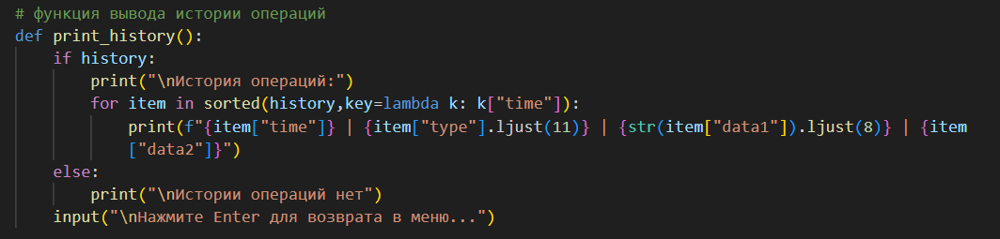 # функция вывода истории операций
def print_history():
    if history:
        print("\nИстория операций:")
        for item in sorted(history,key=lambda k: k["time"]):
            print(f"{item["time"]} | {item["type"].ljust(11)} | {str(item["data1"]).ljust(8)} | {item
            ["data2"]}")
    else:
        print("\nИстории операций нет")
    input("\nНажмите Enter для возврата в меню...")